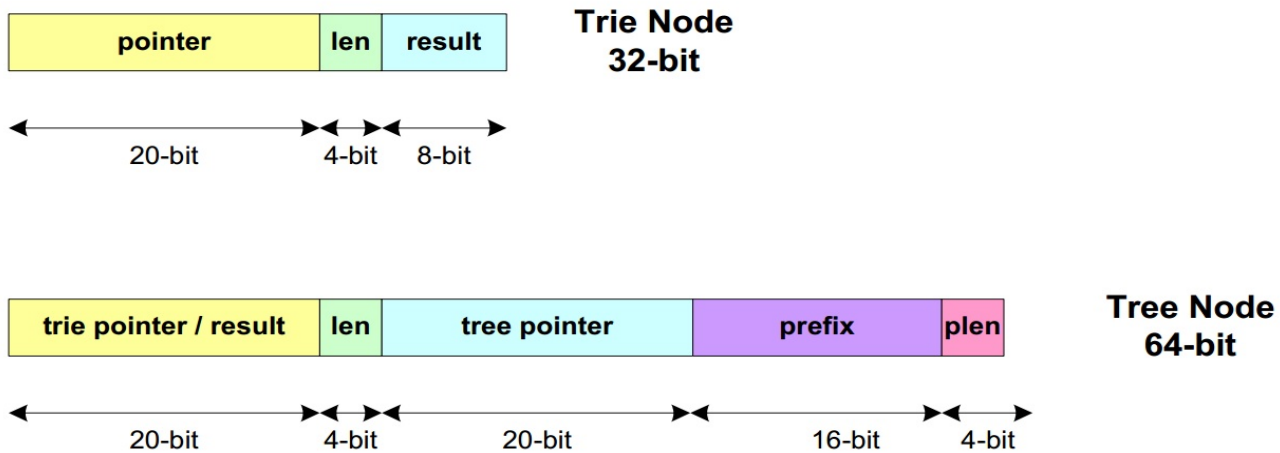 pointer len result
Trie Node
32-bit
20-bit 4-bit 8-bit
trie pointer / result len tree pointer prefix plen
Tree Node
64-bit
20-bit 4-bit 20-bit 16-bit 4-bit